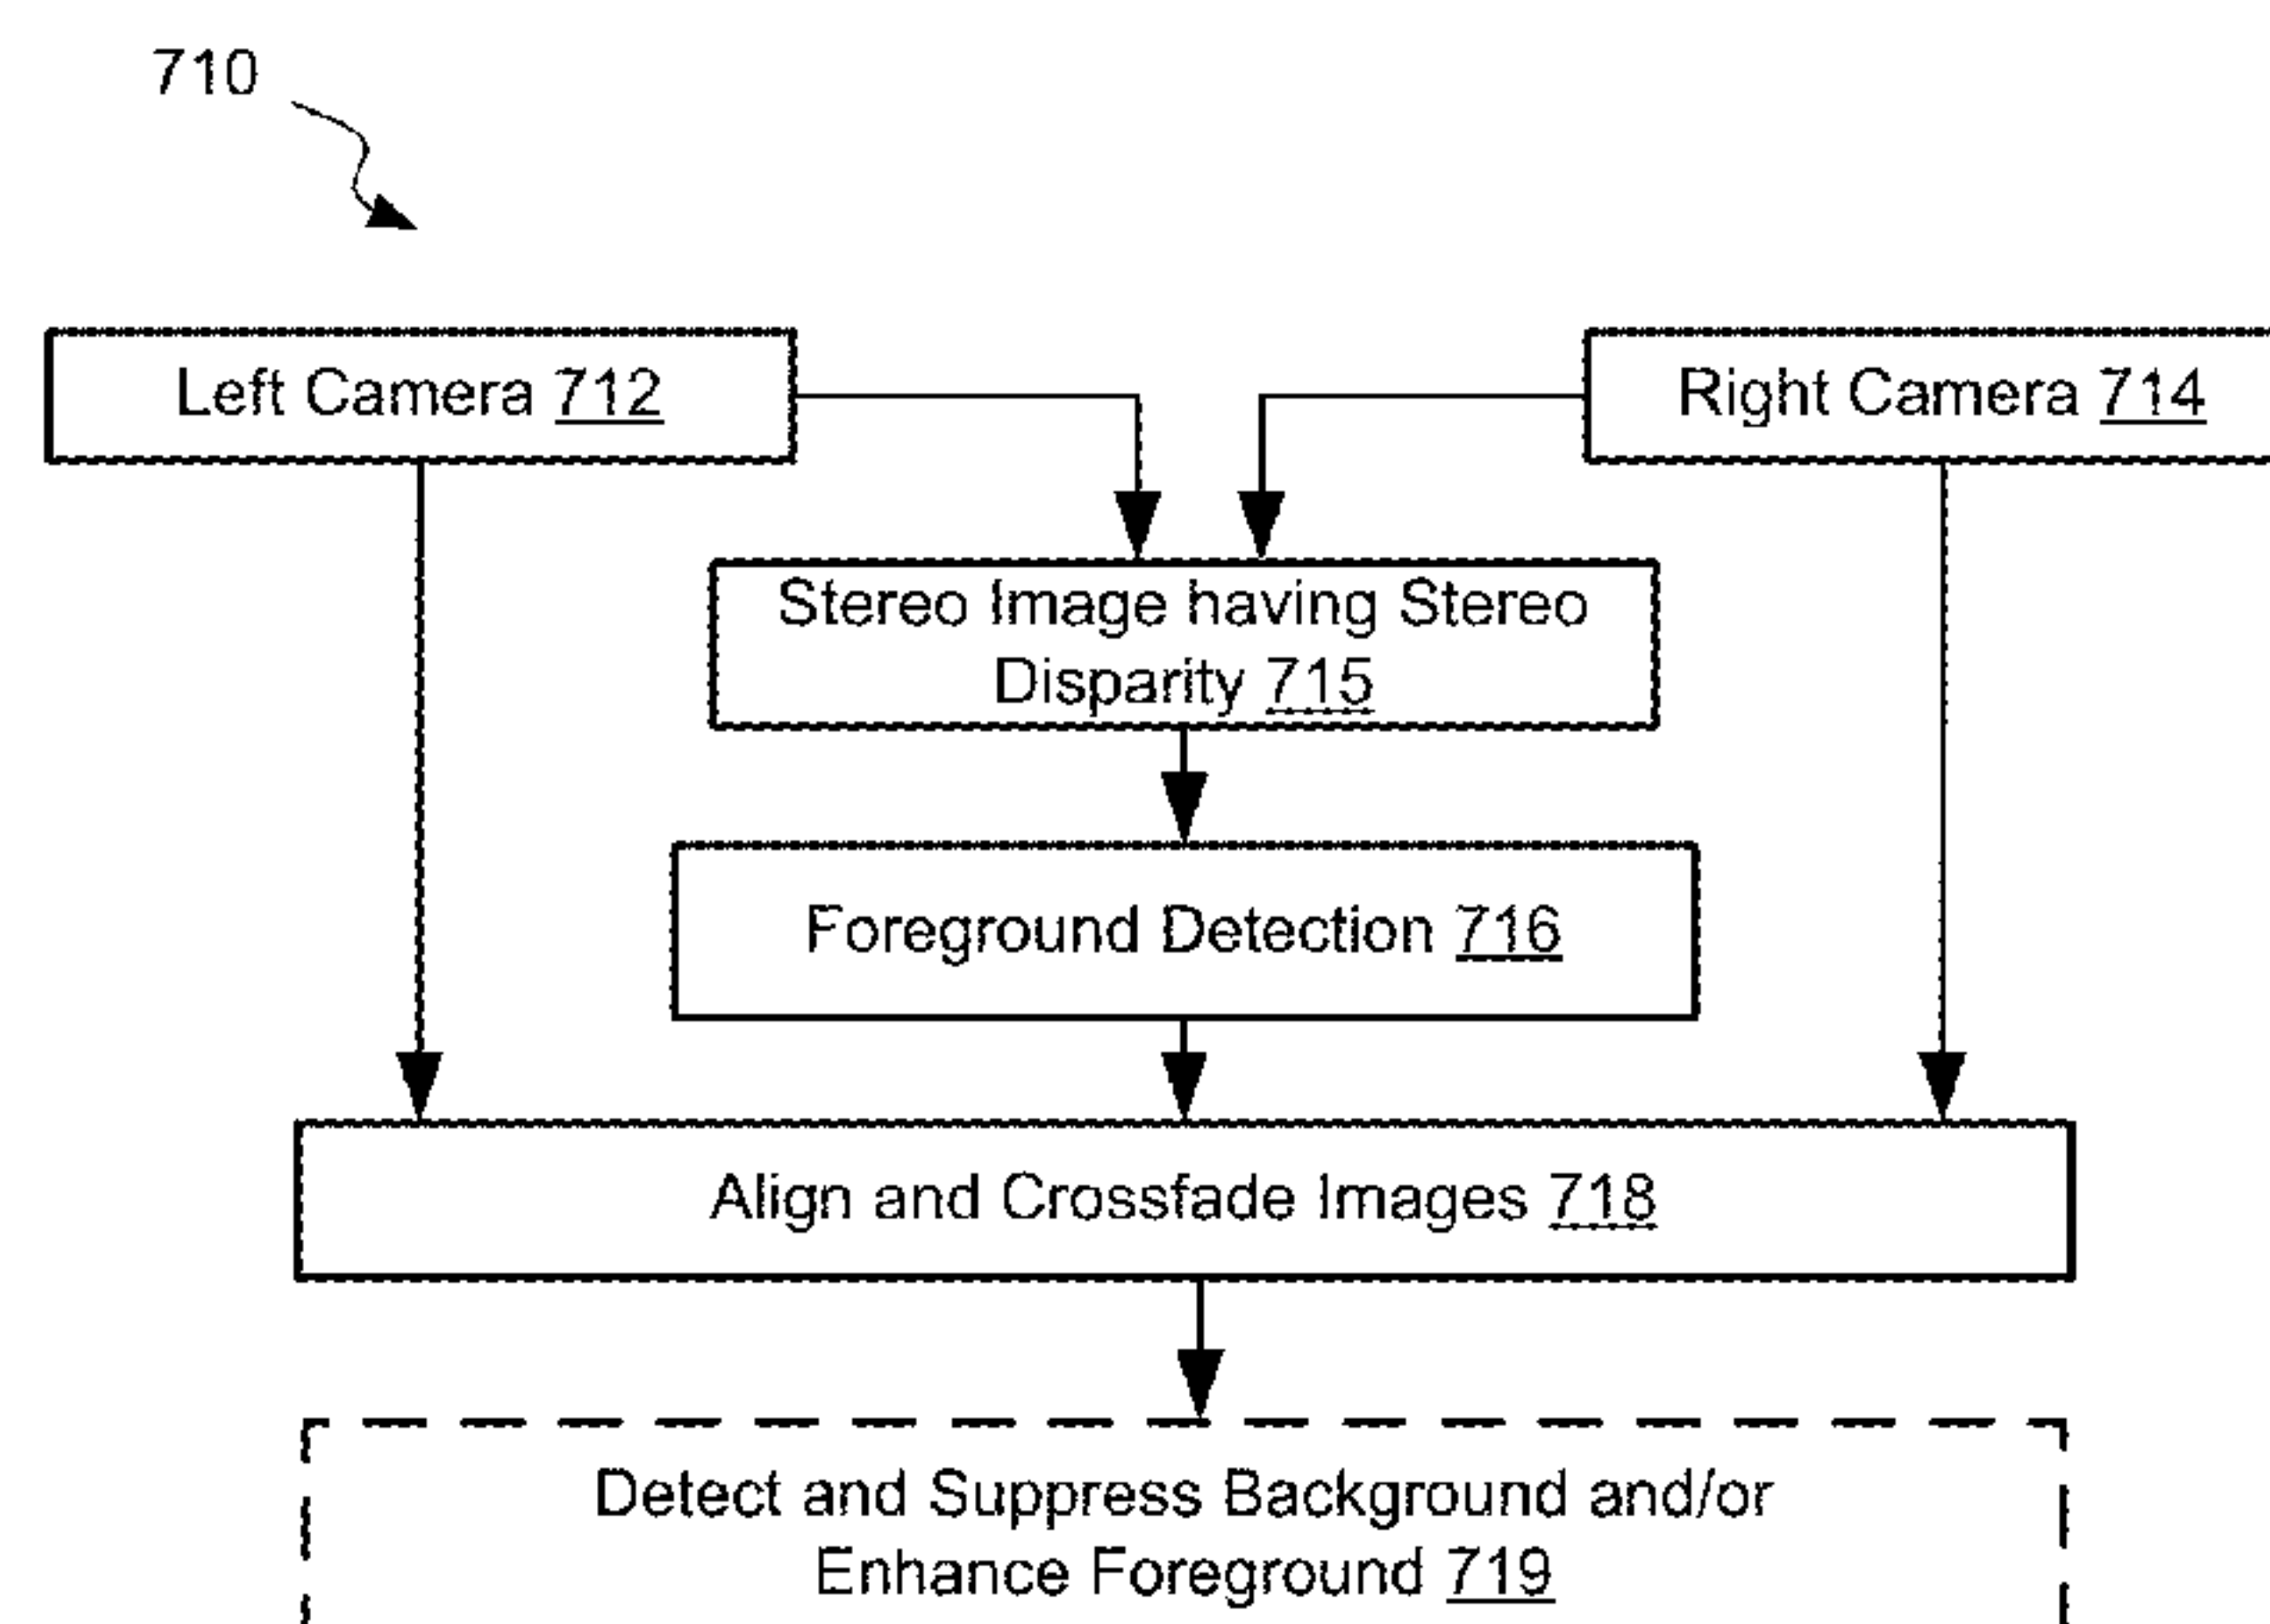 710
Left Camera 712
Right Camera 714
Stereo Image having Stereo
Disparity 715
Foreground Detection 716
Align and Crossfade Images 718
Detect and Suppress Background and/or
Enhance Foreground 719